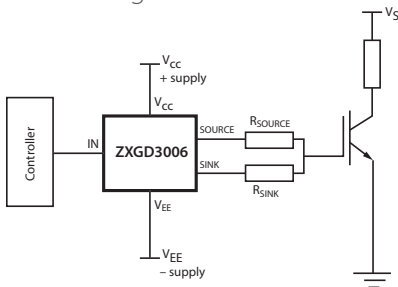 VS
VCC
+ supply
VCC
Controller
IN
ZXGD3006
SOURCE
RSOURCE
SINK
RSINK
VEE
VEE
– supply